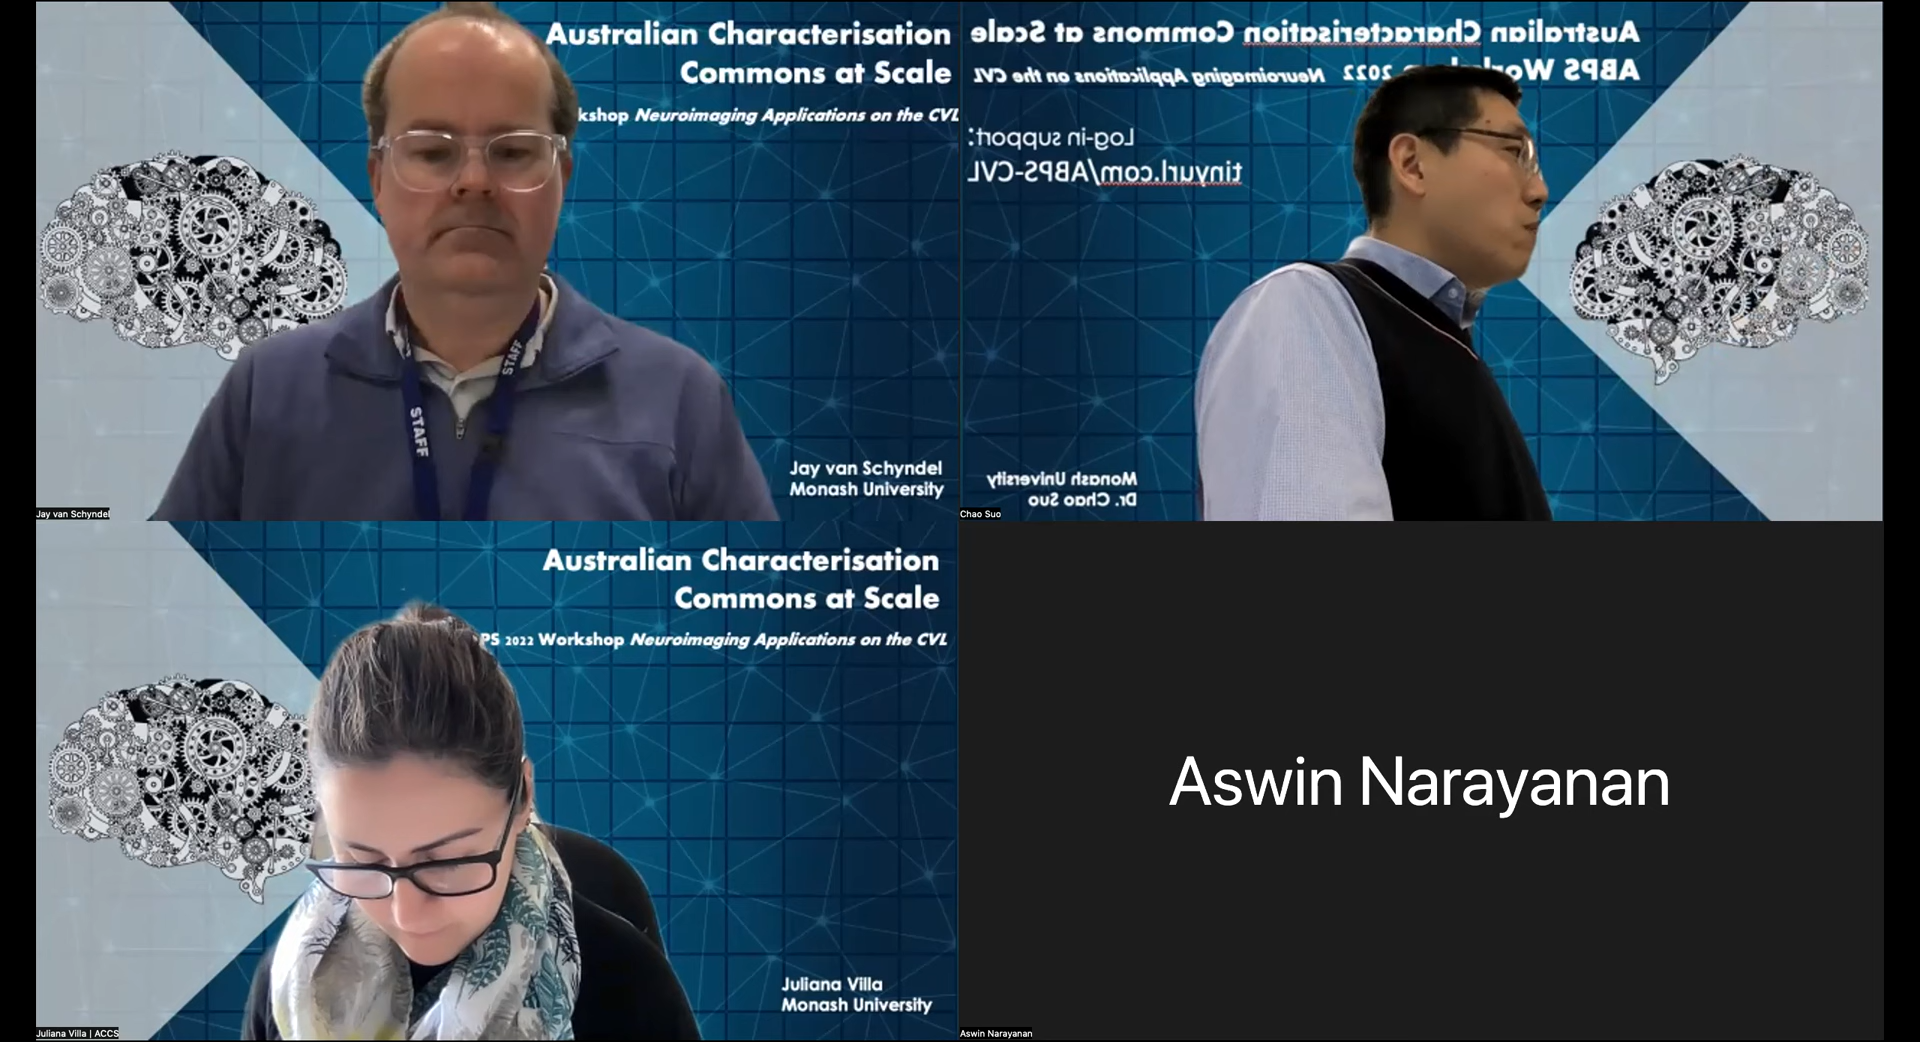 Australian Characterisation
Commons at Scale
kshop Neuroimaging Applications on the CVL
STAFF
STAFF
Jay van Schyndel
Monash University
Jay van Schyndel
Australian Characterisation Commons at Scale
ABPS 2022 Neuroimaging Applications on the CVL
Log-in support:
tinyurl.com/ABPS-CVL
Monash University
Dr. Chao Suo
Chao Suo
Australian Characterisation
Commons at Scale
PS 2022 Workshop Neuroimaging Applications on the CVL
Juliana Villa
Monash University
Juliana Villa | ACCS
Aswin Narayanan
Aswin Narayanan